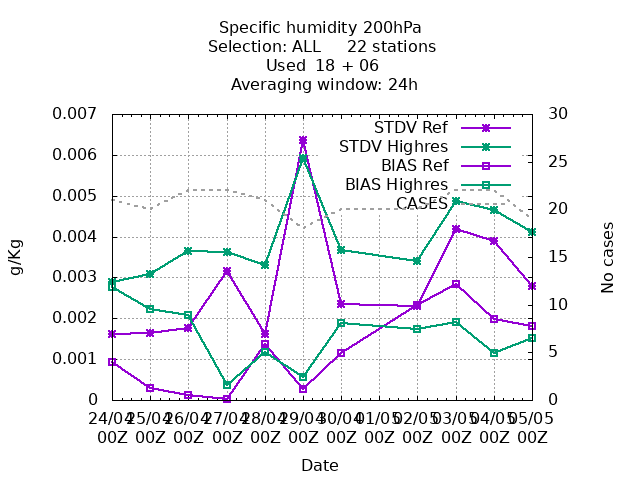 Specific humidity 200hPa
Selection: ALL 22 stations
Used 18 + 06
Averaging window: 24h
0.007 30
STDV Ref
STDV Highres
0.006 25
BIAS Ref
BIAS Highres
0.005 20
CASES
0.004 15
0.003 10
0.002
0.001 5
0 0
g/Kg
No cases
24/04 25/04 26/04 27/04 28/04 29/04 30/04 01/05 02/05 03/05 04/05 05/05
00Z 00Z 00Z 00Z 00Z 00Z 00Z 00Z 00Z 00Z 00Z 00Z
Date